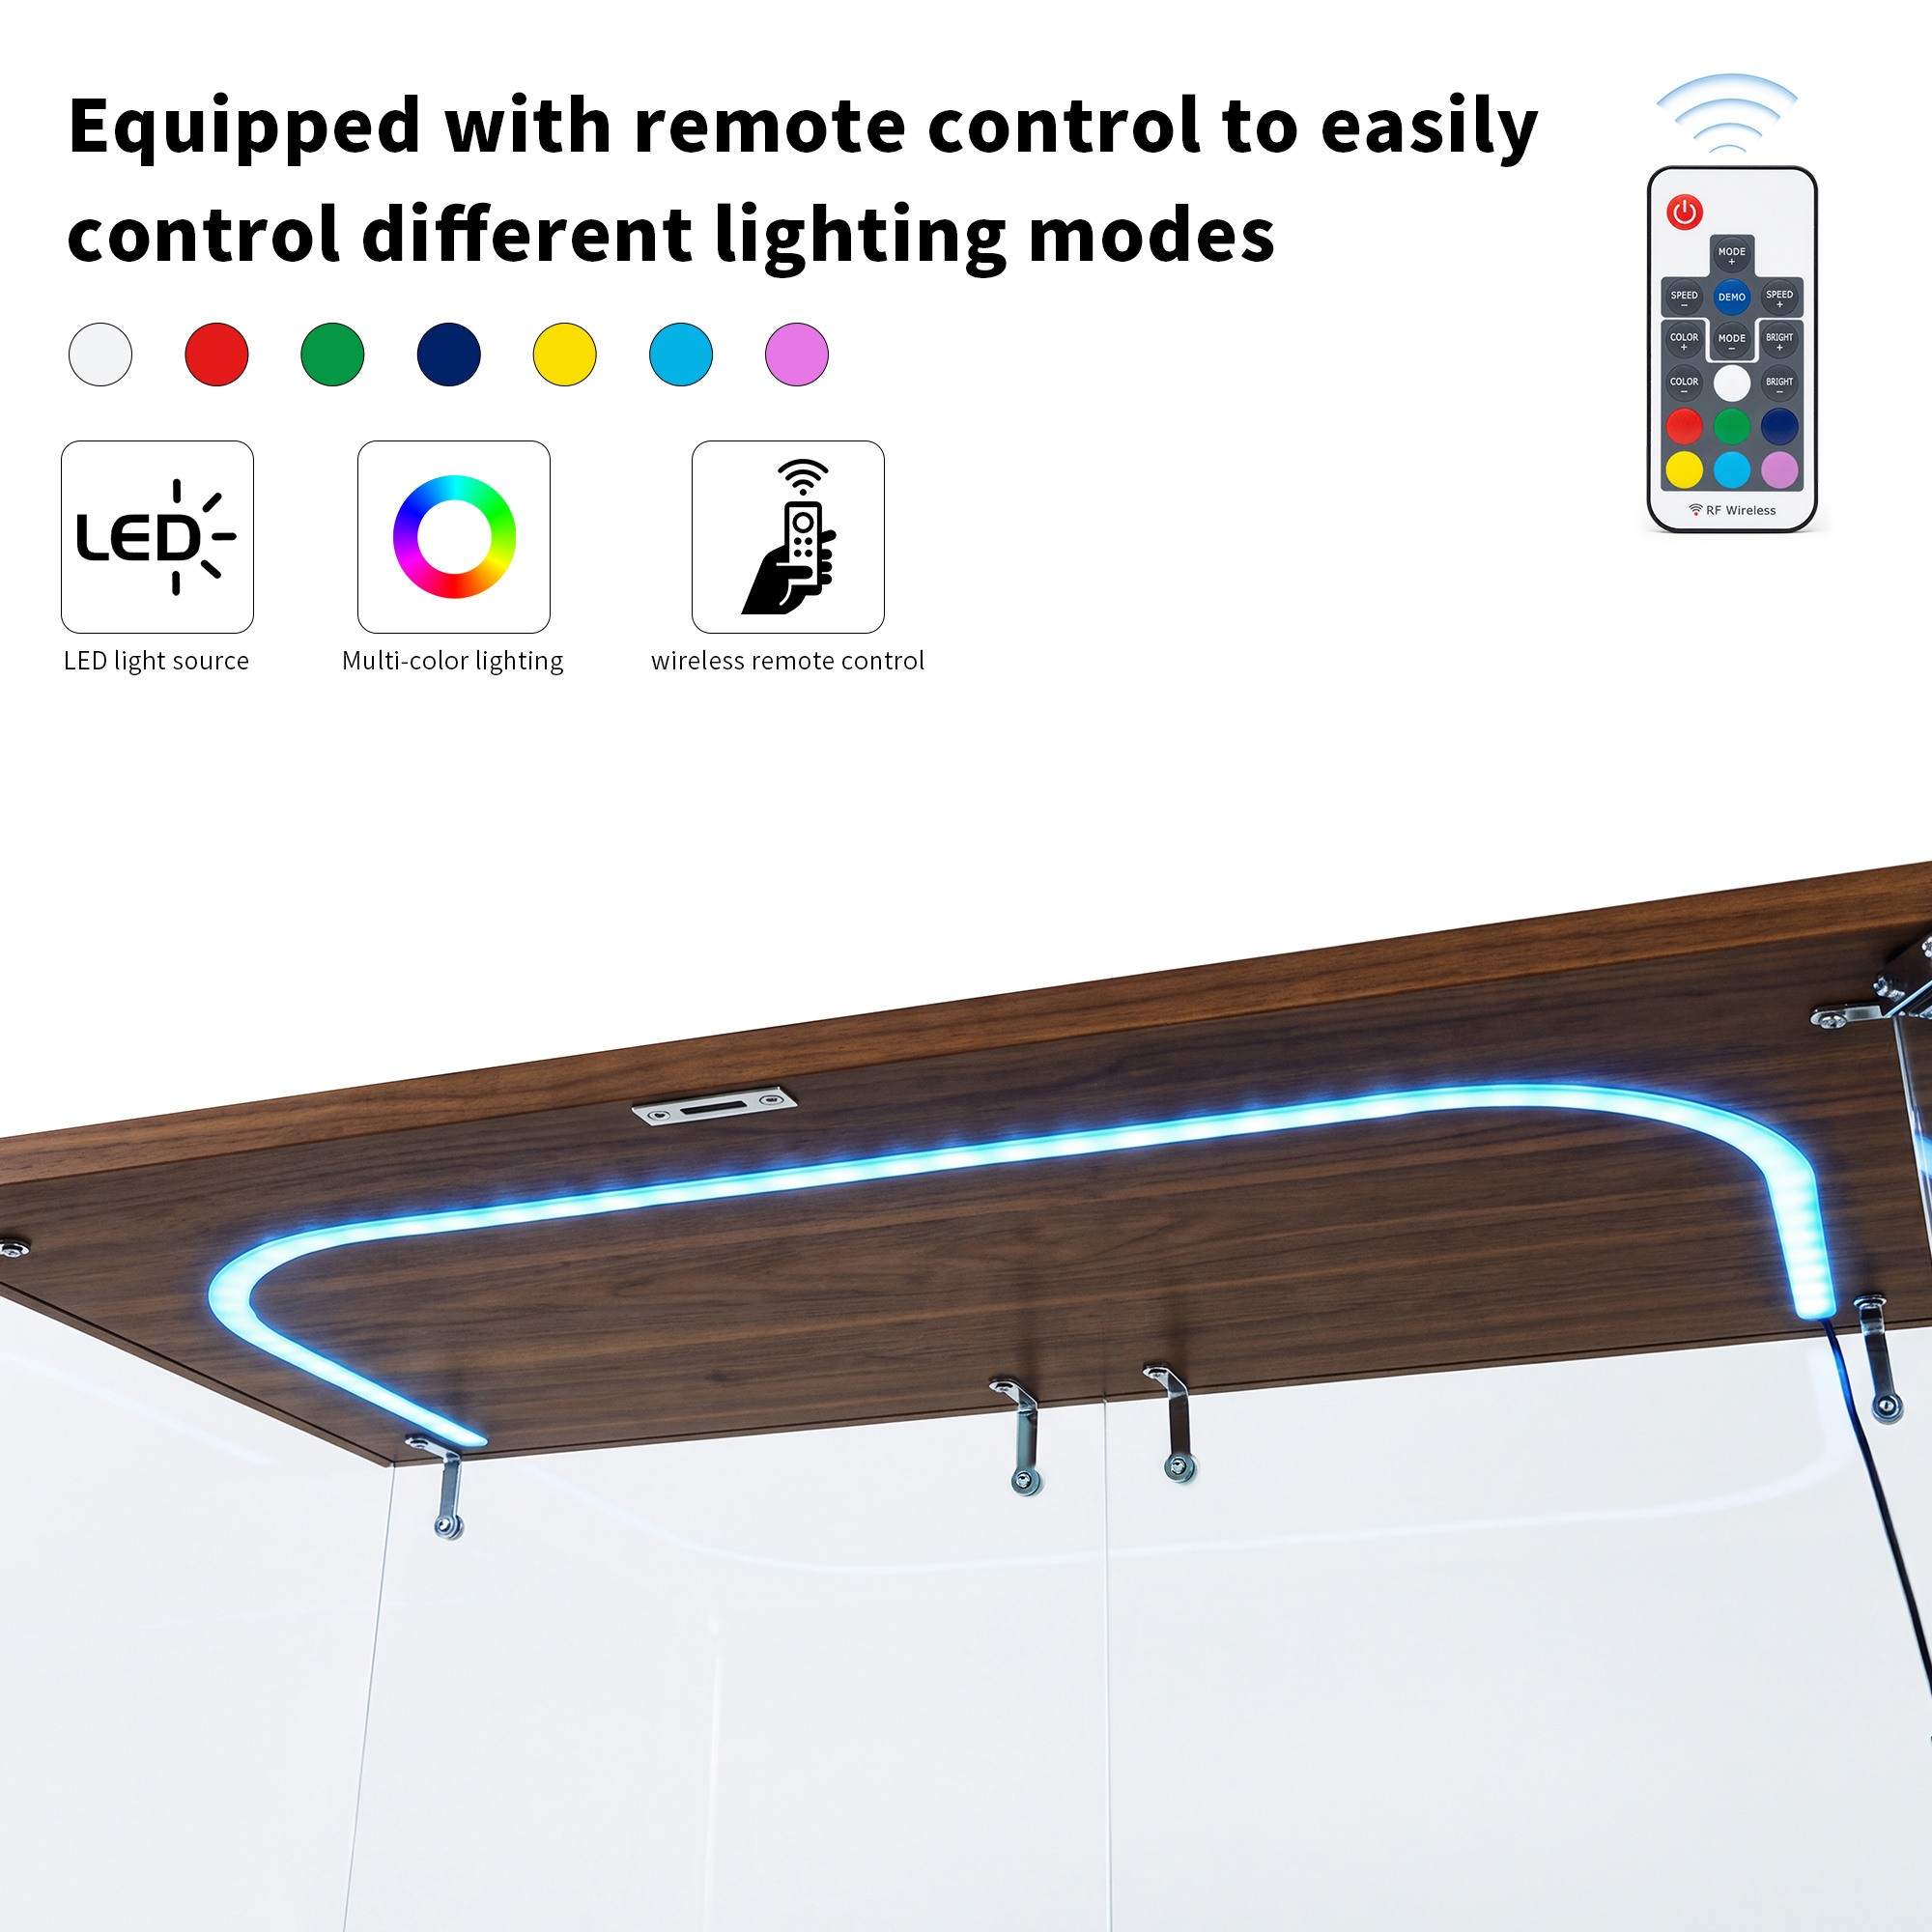 Equipped with remote control to easily
control different lighting modes
MODE
+
SPEED
−
DEMO
SPEED
+
COLOR
+
MODE
−
BRIGHT
+
COLOR
−
BRIGHT
−
RF Wireless
LED
LED light source
Multi-color lighting
wireless remote control